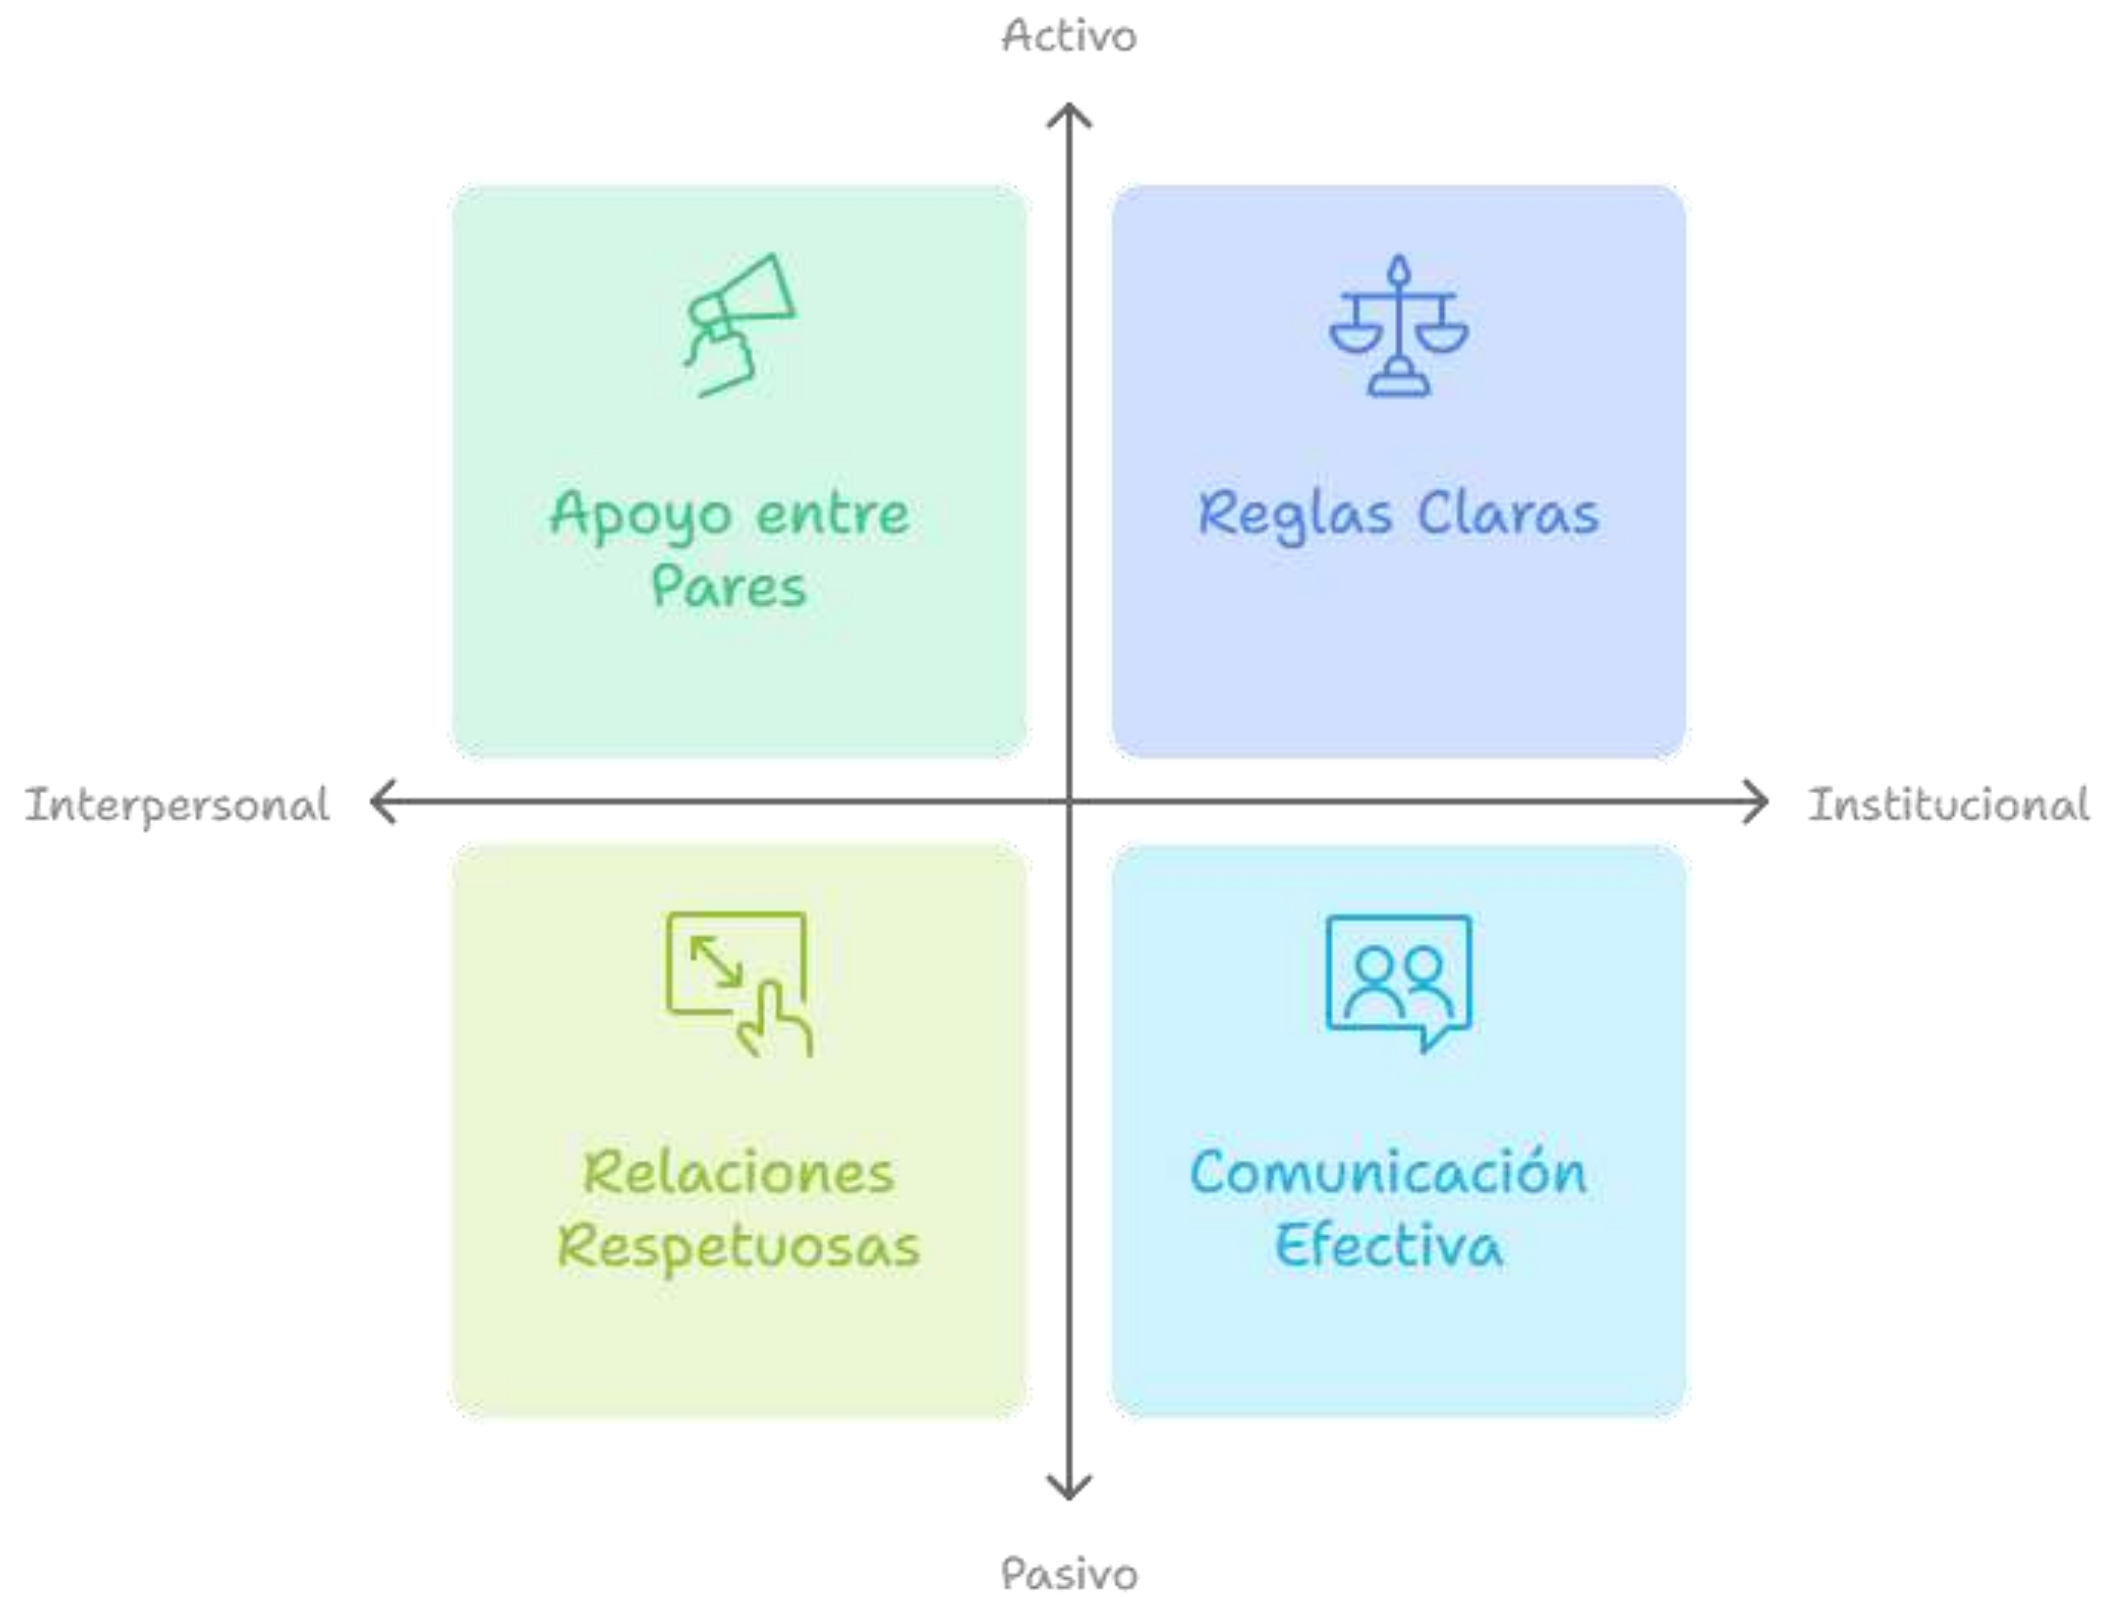 Activo
Apoyo entre
Pares
Reglas Claras
Interpersonal
Institucional
Relaciones
Respetuosas
Comunicación
Efectiva
Pasivo